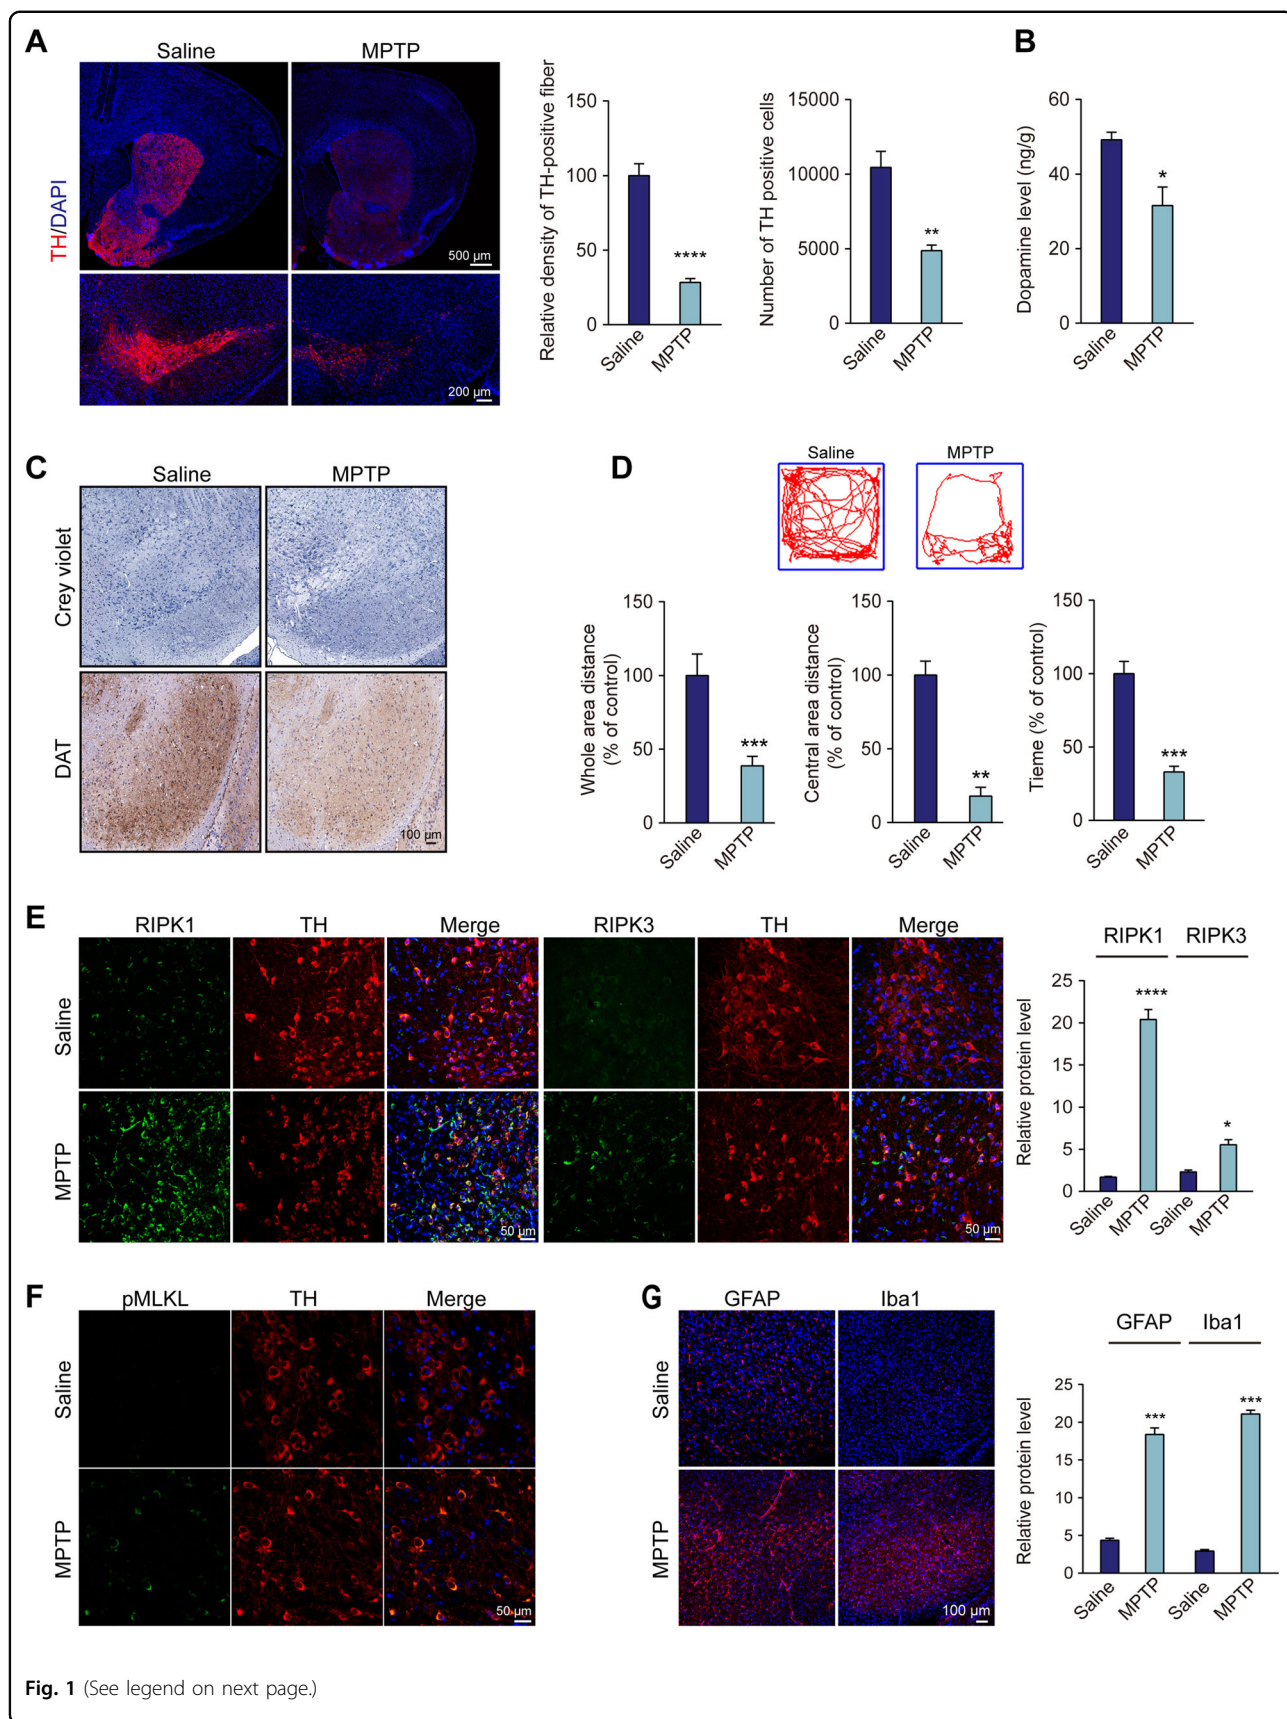 A
Saline
MPTP
TH/DAPI
500 µm
200 µm
Relative density of TH-positive fiber
150
100
50
0
Saline
MPTP
****
Number of TH positive cells
15000
10000
5000
0
Saline
MPTP
**
B
Dopamine level (ng/g)
60
40
20
0
Saline
MPTP
*
C
Saline
MPTP
Crey violet
DAT
100 µm
D
Saline
MPTP
Whole area distance
(% of control)
150
100
50
0
Saline
MPTP
***
Central area distance
(% of control)
150
100
50
0
Saline
MPTP
**
Tieme (% of control)
150
100
50
0
Saline
MPTP
***
E
RIPK1
TH
Merge
RIPK3
TH
Merge
Saline
MPTP
50 µm
50 µm
RIPK1
RIPK3
Relative protein level
25
20
15
10
5
0
Saline
MPTP
Saline
MPTP
****
*
F
pMLKL
TH
Merge
Saline
MPTP
50 µm
G
GFAP
Iba1
Saline
MPTP
100 µm
GFAP
Iba1
Relative protein level
25
20
15
10
5
0
Saline
MPTP
Saline
MPTP
***
***
Fig. 1 (See legend on next page.)